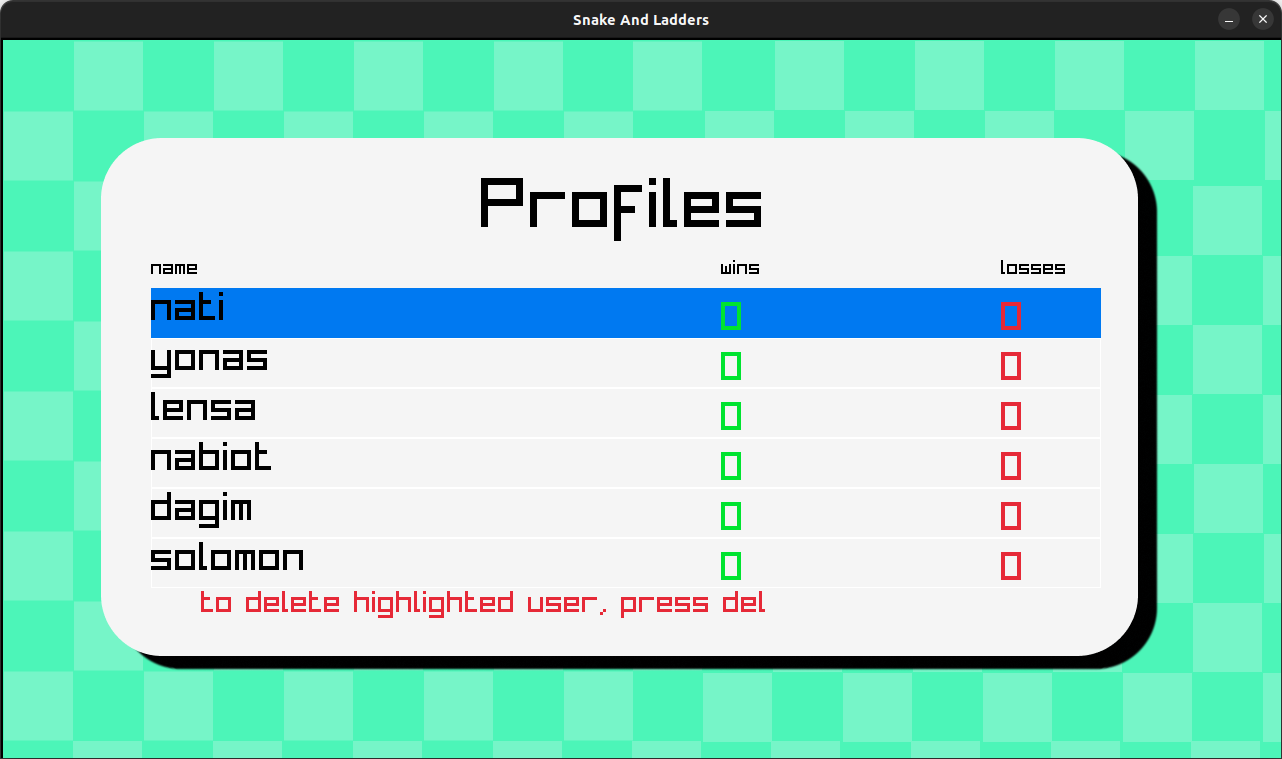 Snake And Ladders
Profiles
name wins losses
nati 0 0
yonas 0 0
lensa 0 0
nabiot 0 0
dagim 0 0
solomon 0 0
to delete highlighted user, press del